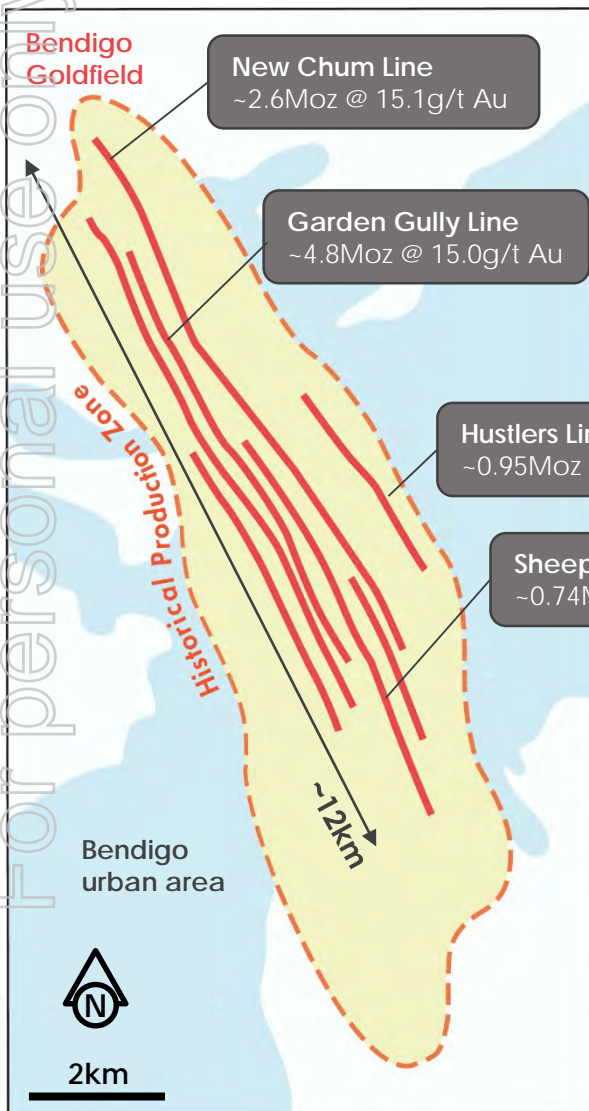 For personal use only
Bendigo
Goldfield
New Chum Line
~2.6Moz @ 15.1g/t Au
Garden Gully Line
~4.8Moz @ 15.0g/t Au
Hustlers
~0.95Moz
Historical Production Zone
~12km
Bendigo
urban area
N
2km